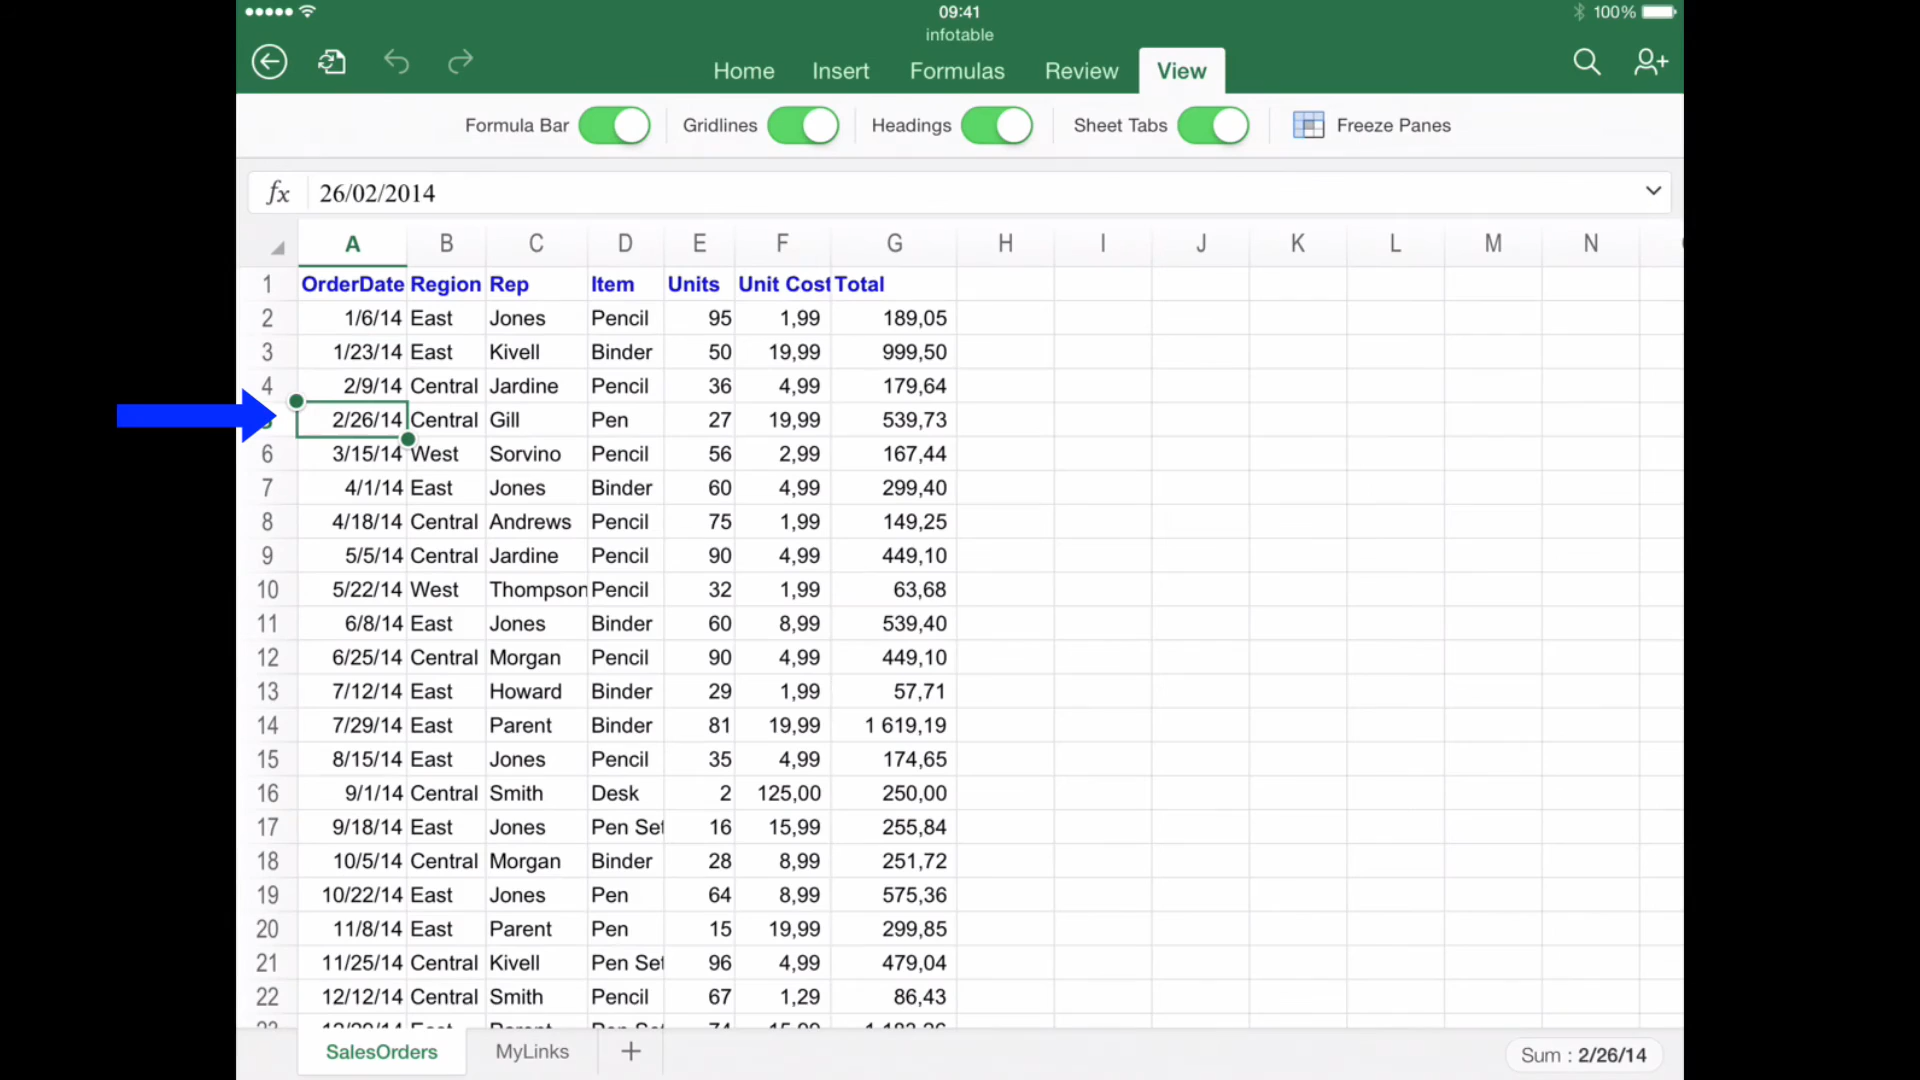 09:41
100%
infotable
Home Insert Formulas Review View
Formula Bar Gridlines Headings Sheet Tabs Freeze Panes
fx 26/02/2014
A B C D E F G H I J K L M N
1 OrderDate Region Rep Item Units Unit Cost Total
2 1/6/14 East Jones Pencil 95 1,99 189,05
3 1/23/14 East Kivell Binder 50 19,99 999,50
4 2/9/14 Central Jardine Pencil 36 4,99 179,64
2/26/14 Central Gill Pen 27 19,99 539,73
6 3/15/14 West Sorvino Pencil 56 2,99 167,44
7 4/1/14 East Jones Binder 60 4,99 299,40
8 4/18/14 Central Andrews Pencil 75 1,99 149,25
9 5/5/14 Central Jardine Pencil 90 4,99 449,10
10 5/22/14 West Thompson Pencil 32 1,99 63,68
11 6/8/14 East Jones Binder 60 8,99 539,40
12 6/25/14 Central Morgan Pencil 90 4,99 449,10
13 7/12/14 East Howard Binder 29 1,99 57,71
14 7/29/14 East Parent Binder 81 19,99 1 619,19
15 8/15/14 East Jones Pencil 35 4,99 174,65
16 9/1/14 Central Smith Desk 2 125,00 250,00
17 9/18/14 East Jones Pen Set 16 15,99 255,84
18 10/5/14 Central Morgan Binder 28 8,99 251,72
19 10/22/14 East Jones Pen 64 8,99 575,36
20 11/8/14 East Parent Pen 15 19,99 299,85
21 11/25/14 Central Kivell Pen Set 96 4,99 479,04
22 12/12/14 Central Smith Pencil 67 1,29 86,43
SalesOrders MyLinks +
Sum : 2/26/14